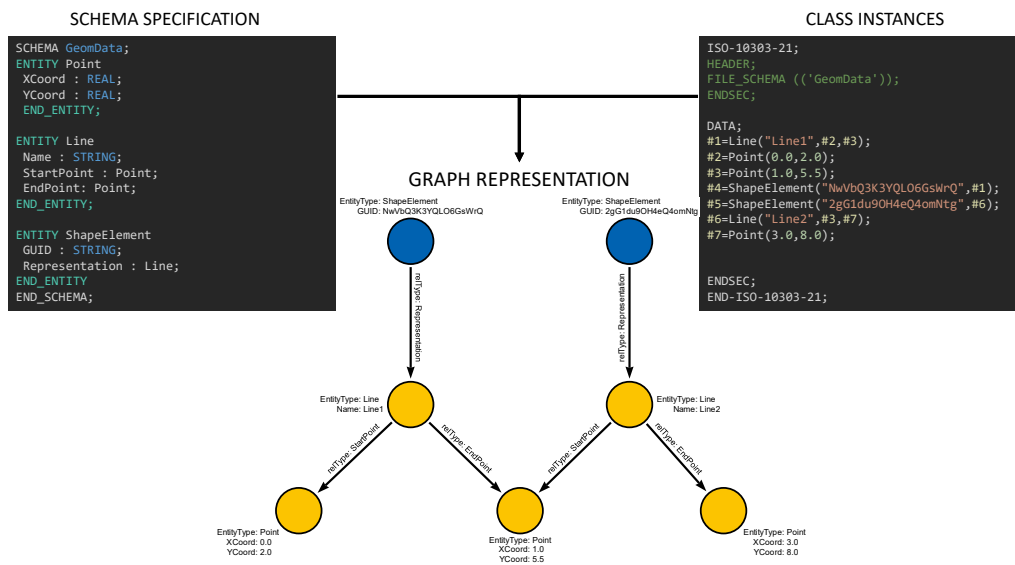 SCHEMA SPECIFICATION
SCHEMA GeomData;
ENTITY Point
XCoord : REAL;
YCoord : REAL;
END_ENTITY;
ENTITY Line
Name : STRING;
StartPoint : Point;
EndPoint: Point;
END_ENTITY;
ENTITY ShapeElement
GUID : STRING;
Representation : Line;
END_ENTITY
END_SCHEMA;
CLASS INSTANCES
ISO-10303-21;
HEADER;
FILE_SCHEMA (('GeomData'));
ENDSEC;
DATA;
#1=Line("Line1",#2,#3);
#2=Point(0.0,2.0);
#3=Point(1.0,5.5);
#4=ShapeElement("NwVbQ3K3YQLO6GsWrQ",#1);
#5=ShapeElement("2gG1du9OH4eQ4omNtg",#6);
#6=Line("Line2",#3,#7);
#7=Point(3.0,8.0);
ENDSEC;
END-ISO-10303-21;
GRAPH REPRESENTATION
EntityType: ShapeElement
GUID: NwVbQ3K3YQLO6GsWrQ
EntityType: ShapeElement
GUID: 2gG1du9OH4eQ4omNtg
relType: Representation
relType: Representation
EntityType: Line
Name: Line1
EntityType: Line
Name: Line2
relType: StartPoint
relType: EndPoint
relType: StartPoint
relType: EndPoint
EntityType: Point
XCoord: 0.0
YCoord: 2.0
EntityType: Point
XCoord: 1.0
YCoord: 5.5
EntityType: Point
XCoord: 3.0
YCoord: 8.0